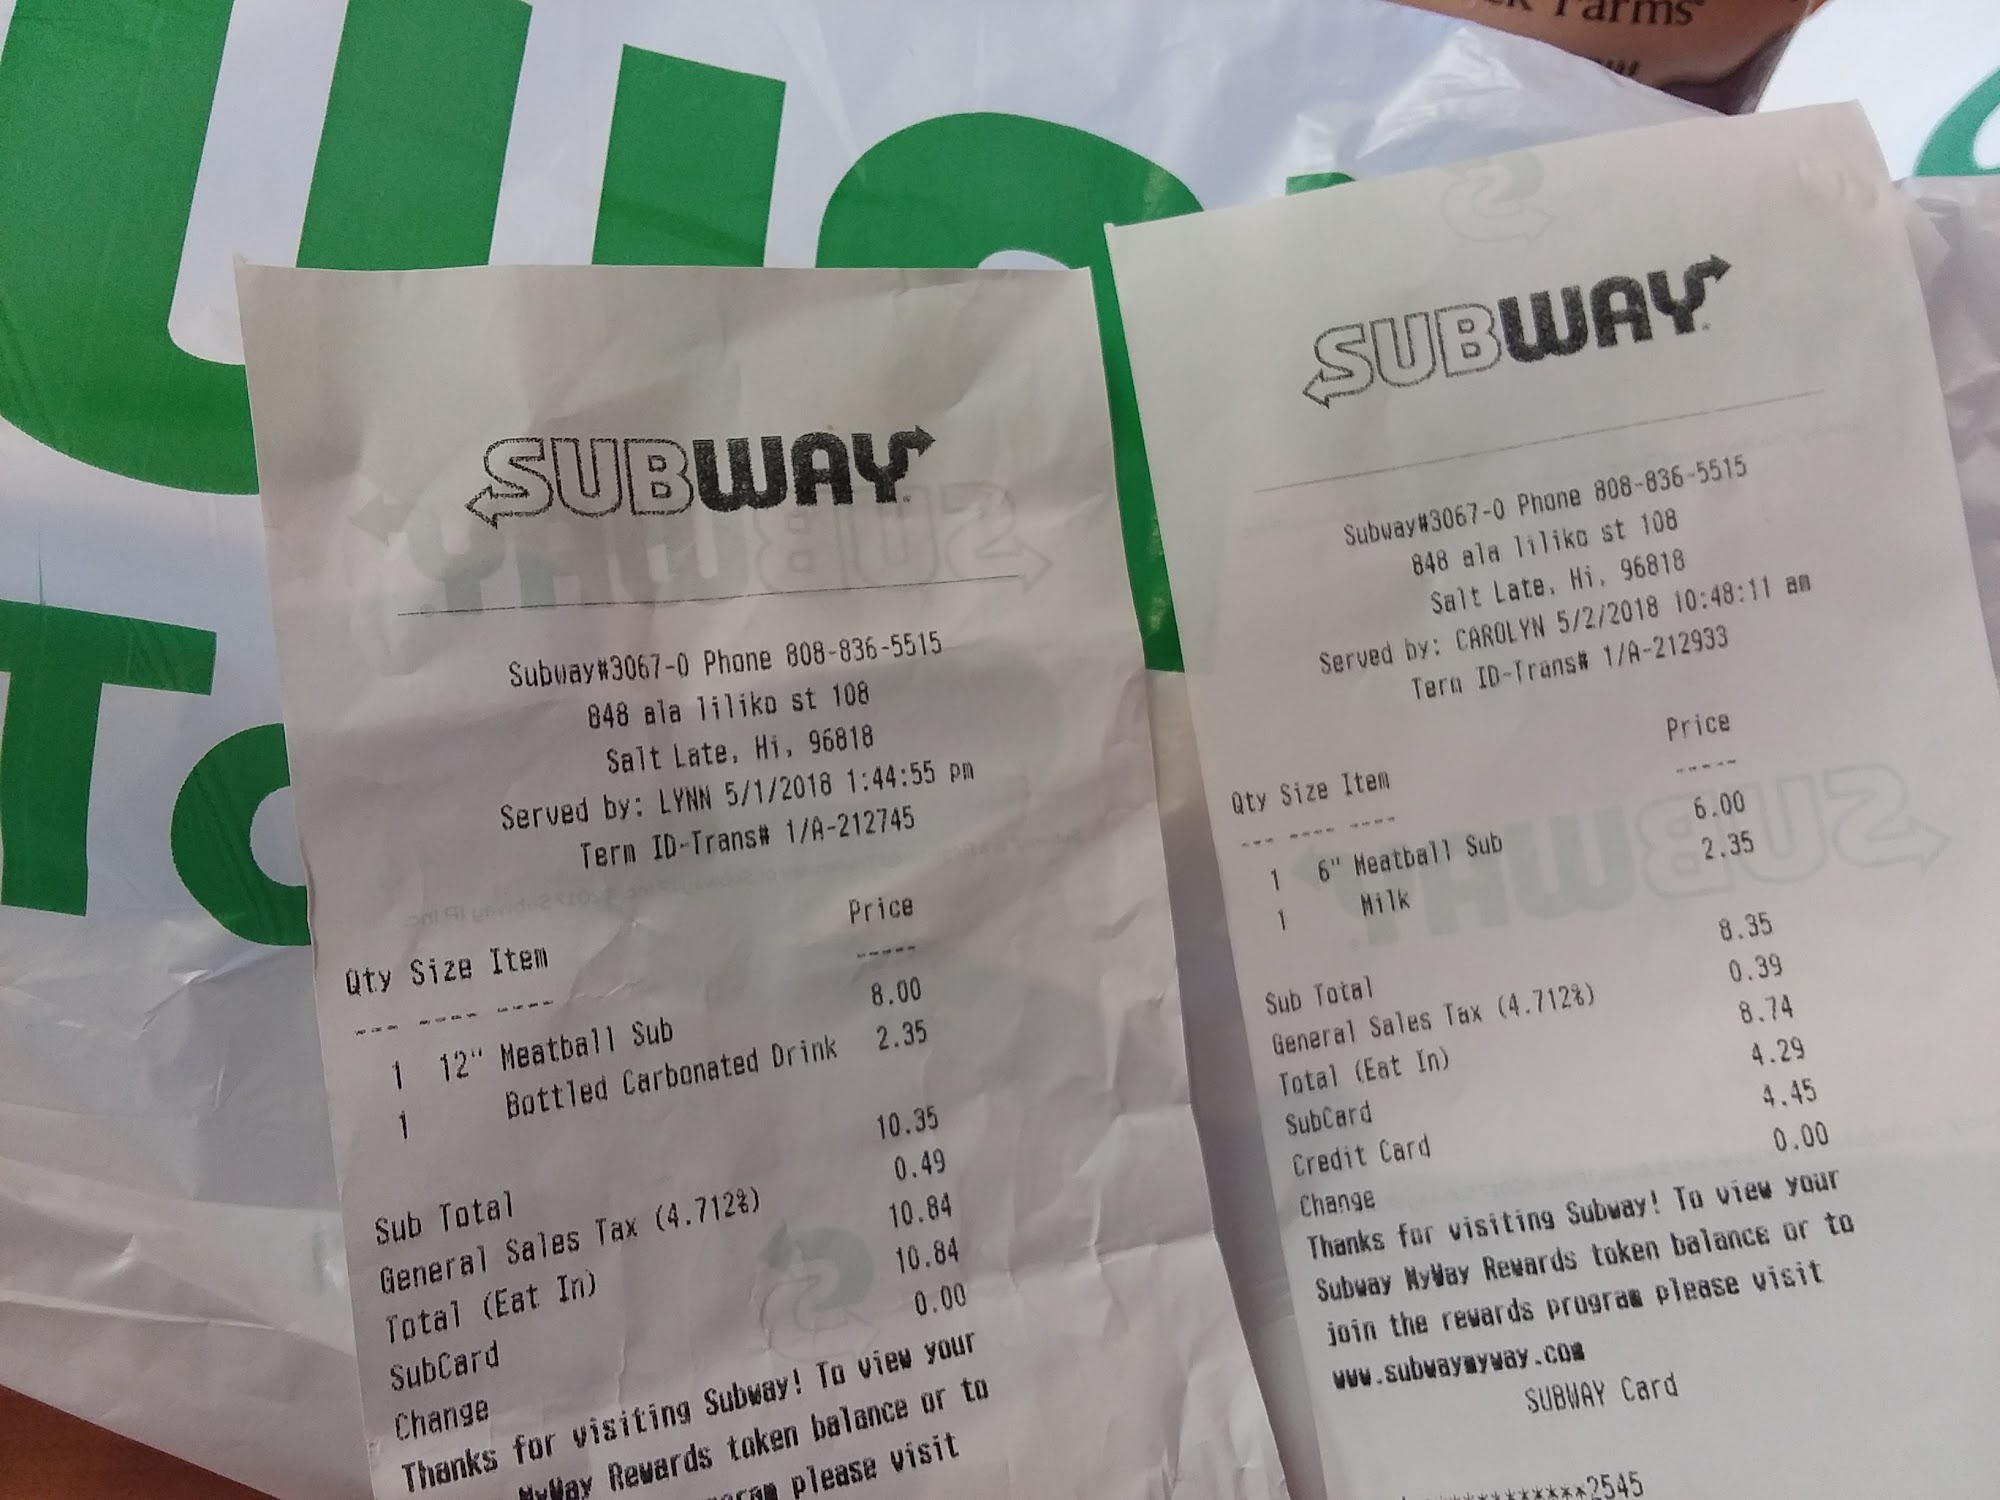 Farms
SUBWAY
Subway#3067-0 Phone 808-836-5515
848 ala liliko st 108
Salt Late, Hi, 96818
Served by: LYNN 5/1/2018 1:44:55 pm
Term ID-Trans# 1/A-212745
Qty Size Item Price
--- ---- ---- -----
1 12" Meatball Sub 8.00
1 Bottled Carbonated Drink 2.35
Sub Total 10.35
General Sales Tax (4.712%) 0.49
Total (Eat In) 10.84
SubCard 10.84
Change 0.00
Thanks for visiting Subway! To view your
MyWay Rewards token balance or to
please visit
SUBWAY
Subway#3067-0 Phone 808-836-5515
848 ala liliko st 108
Salt Late, Hi, 96818
Served by: CAROLYN 5/2/2018 10:48:11 am
Term ID-Trans# 1/A-212933
Qty Size Item Price
--- ---- ---- -----
1 6" Meatball Sub 6.00
1 Milk 2.35
Sub Total 8.35
General Sales Tax (4.712%) 0.39
Total (Eat In) 8.74
SubCard 4.29
Credit Card 4.45
Change 0.00
Thanks for visiting Subway! To view your
Subway MyWay Rewards token balance or to
join the rewards program please visit
www.subwaymyway.com
SUBWAY Card
************2545